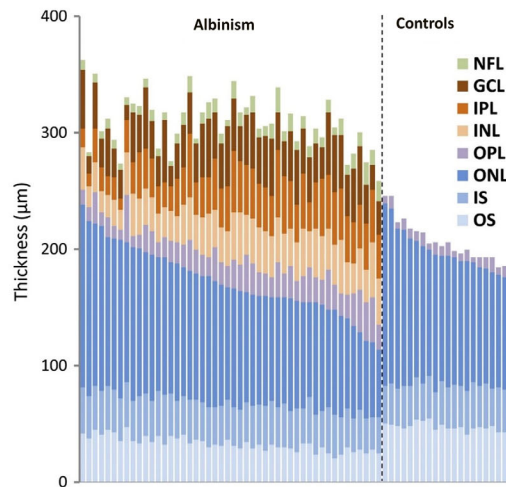 Albinism
Controls
400
300
200
100
0
Thickness (µm)
NFL
GCL
IPL
INL
OPL
ONL
IS
OS